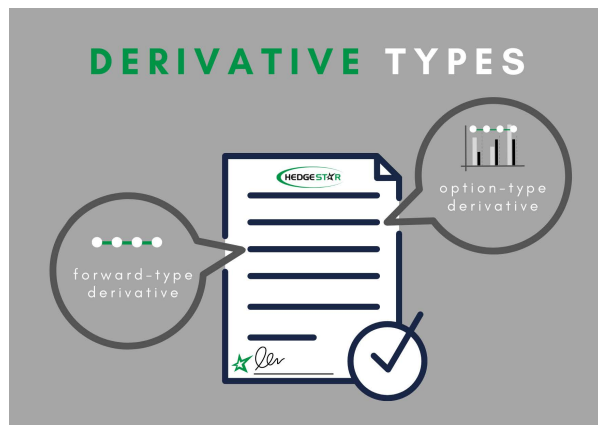 DERIVATIVE TYPES
HEDGESTAR
option-type
derivative
forward-type
derivative